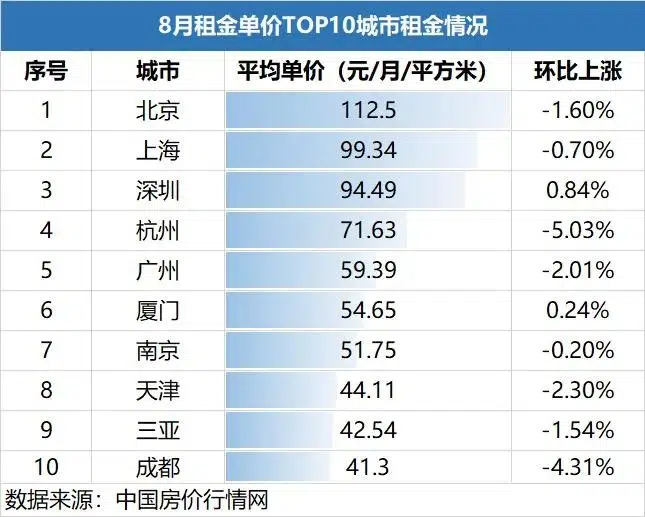 8月租金单价TOP10城市租金情况
序号 城市 平均单价（元/月/平方米） 环比上涨
1 北京 112.5 -1.60%
2 上海 99.34 -0.70%
3 深圳 94.49 0.84%
4 杭州 71.63 -5.03%
5 广州 59.39 -2.01%
6 厦门 54.65 0.24%
7 南京 51.75 -0.20%
8 天津 44.11 -2.30%
9 三亚 42.54 -1.54%
10 成都 41.3 -4.31%
数据来源：中国房价行情网